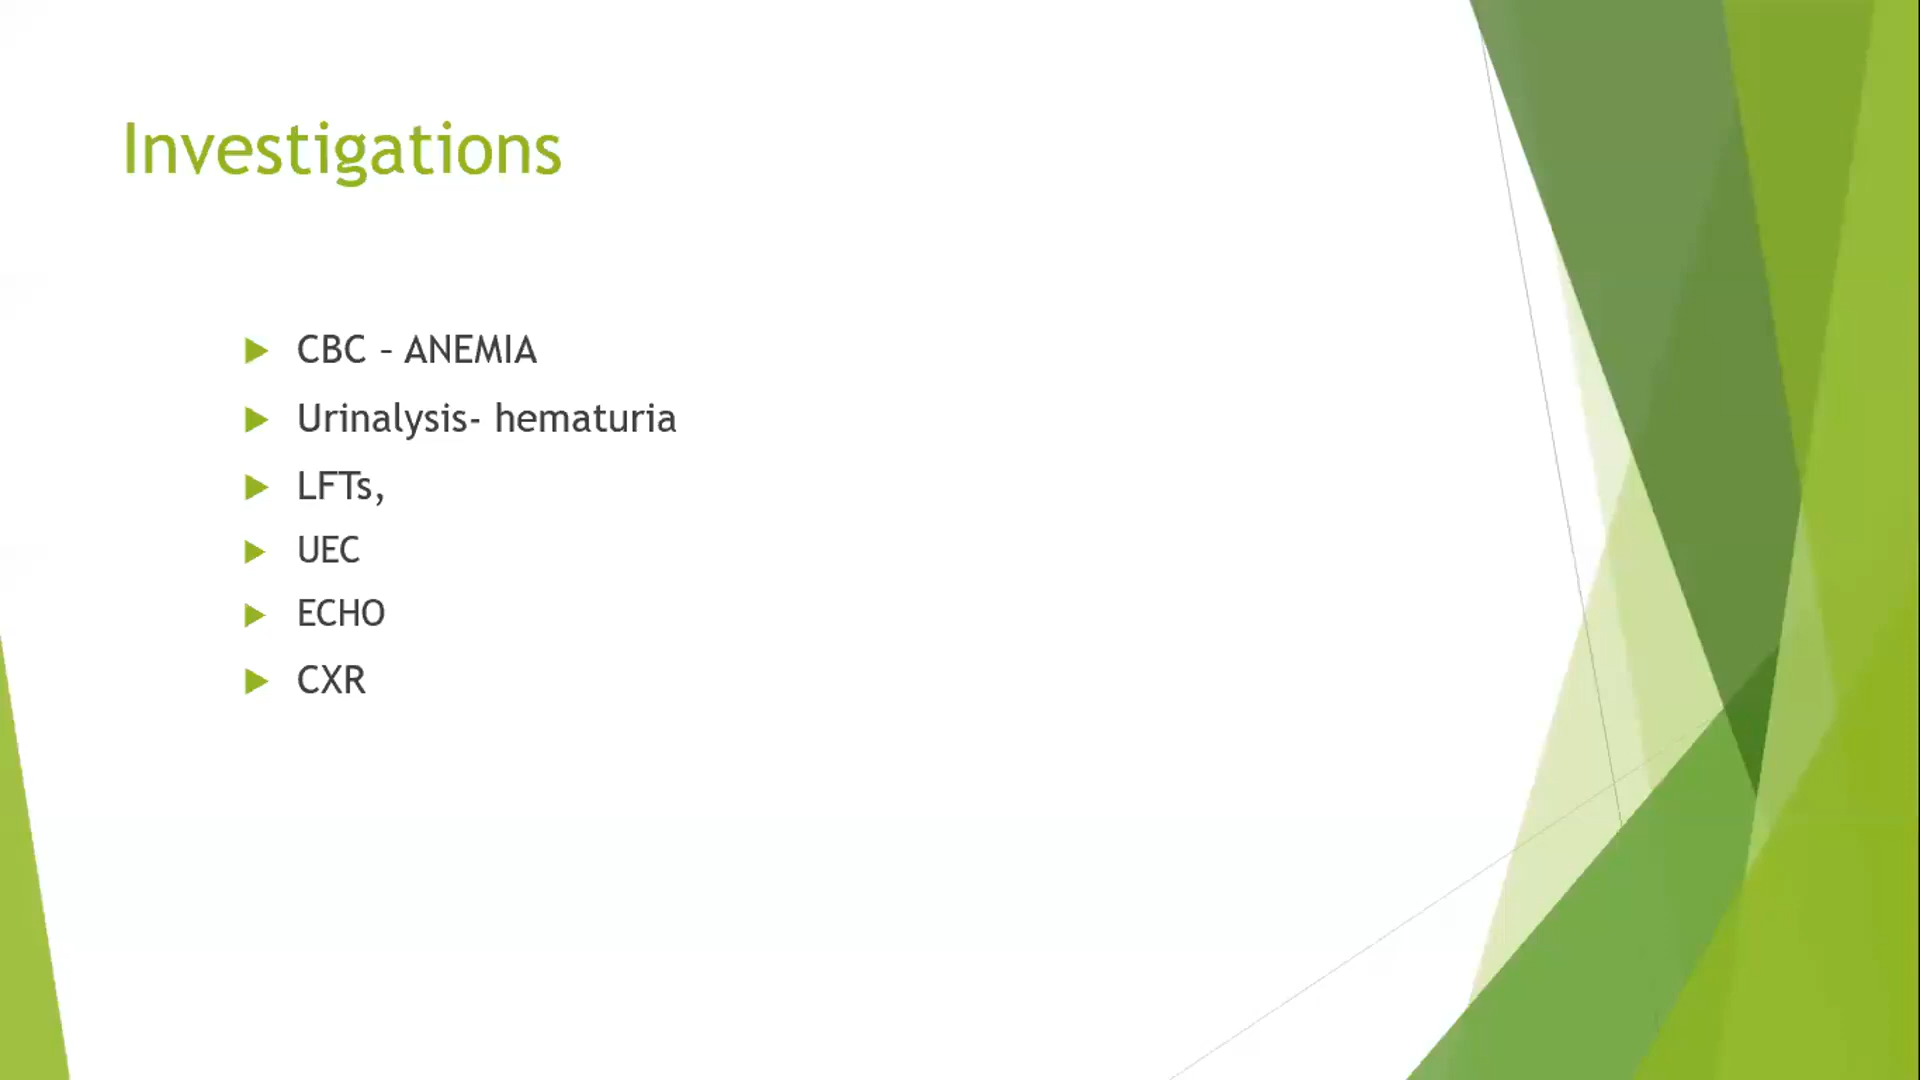 Investigations
CBC – ANEMIA
Urinalysis- hematuria
LFTs,
UEC
ECHO
CXR